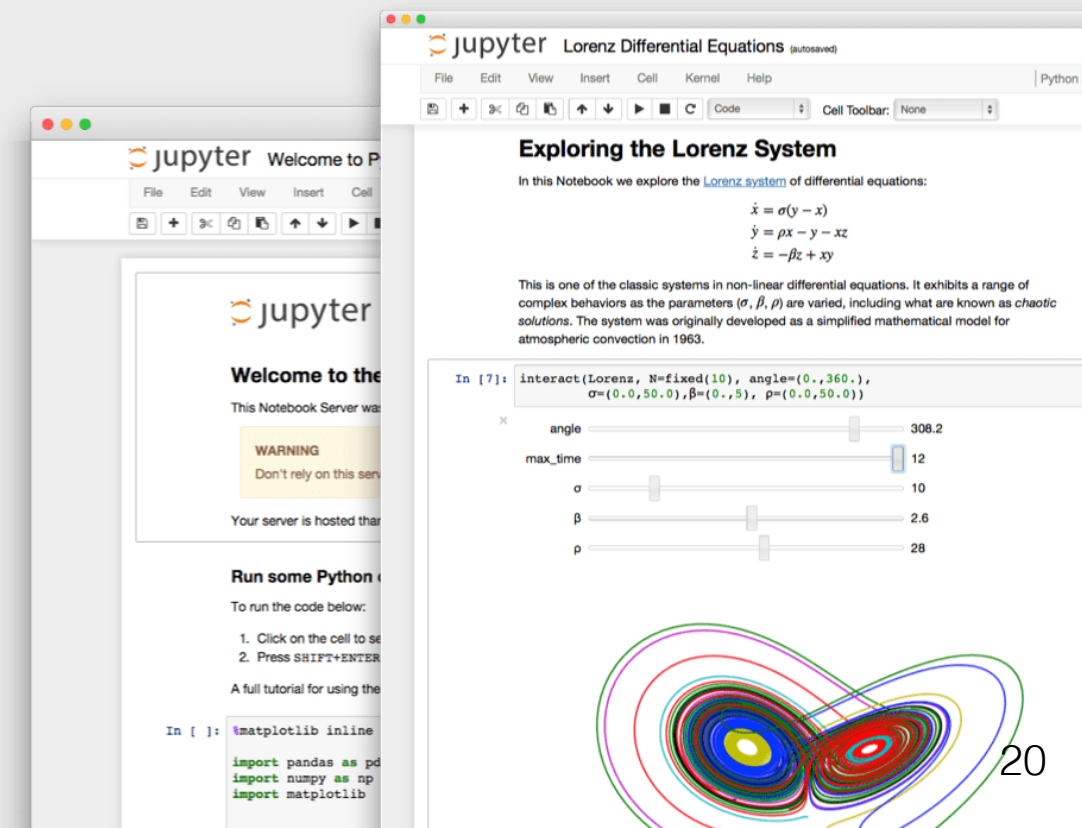 jupyter Lorenz Differential Equations (autosaved)
File Edit View Insert Cell Kernel Help Python
Code Cell Toolbar: None
Exploring the Lorenz System
In this Notebook we explore the Lorenz system of differential equations:
ẋ = σ(y − x)
ẏ = ρx − y − xz
ż = −βz + xy
This is one of the classic systems in non-linear differential equations. It exhibits a range of
complex behaviors as the parameters (σ, β, ρ) are varied, including what are known as chaotic
solutions. The system was originally developed as a simplified mathematical model for
atmospheric convection in 1963.
In [7]: interact(Lorenz, N=fixed(10), angle=(0.,360.),
σ=(0.0,50.0),β=(0.,5), ρ=(0.0,50.0))
angle 308.2
max_time 12
σ 10
β 2.6
ρ 28
jupyter Welcome to P
File Edit View Insert Cell
jupyter
Welcome to the
This Notebook Server was
WARNING
Don't rely on this serv
Your server is hosted than
Run some Python
To run the code below:
1. Click on the cell to se
2. Press SHIFT+ENTER
A full tutorial for using the
In [ ]: %matplotlib inline
import pandas as pd
import numpy as np
import matplotlib
20